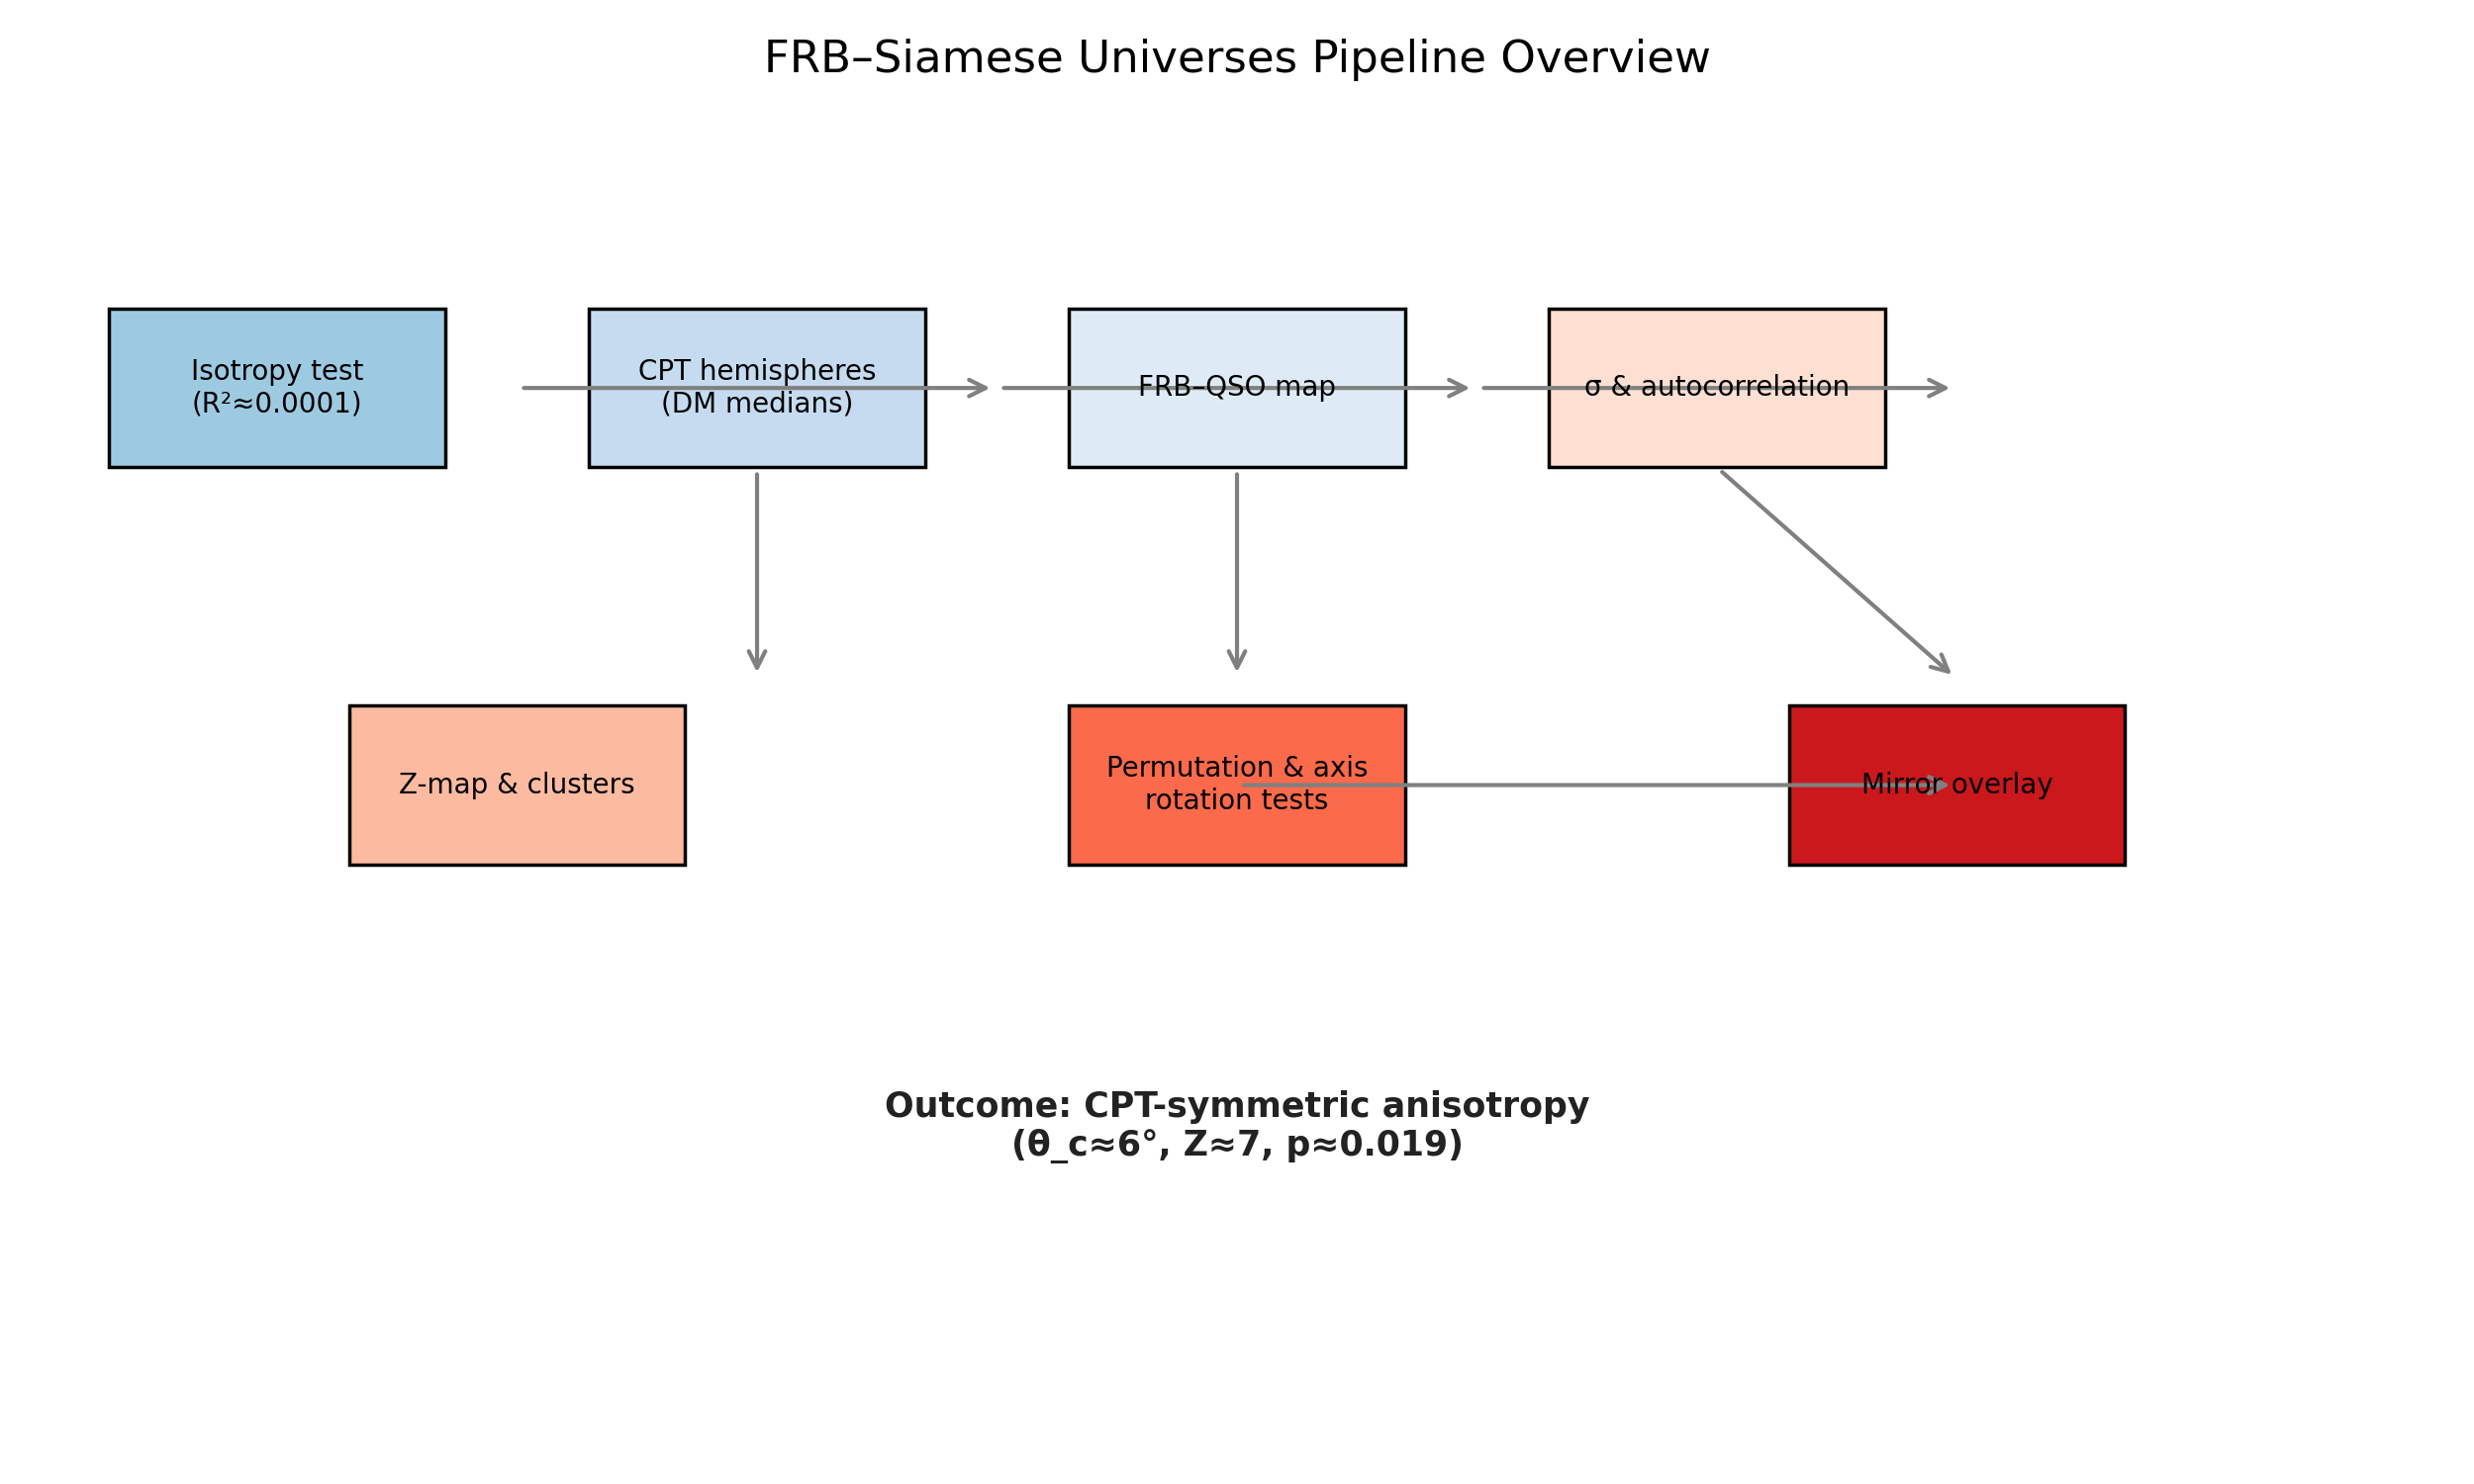 FRB–Siamese Universes Pipeline Overview
Isotropy test
(R²≈0.0001)
CPT hemispheres
(DM medians)
FRB–QSO map
σ & autocorrelation
Z-map & clusters
Permutation & axis
rotation tests
Mirror overlay
Outcome: CPT-symmetric anisotropy
(θ_c≈6°, Z≈7, p≈0.019)